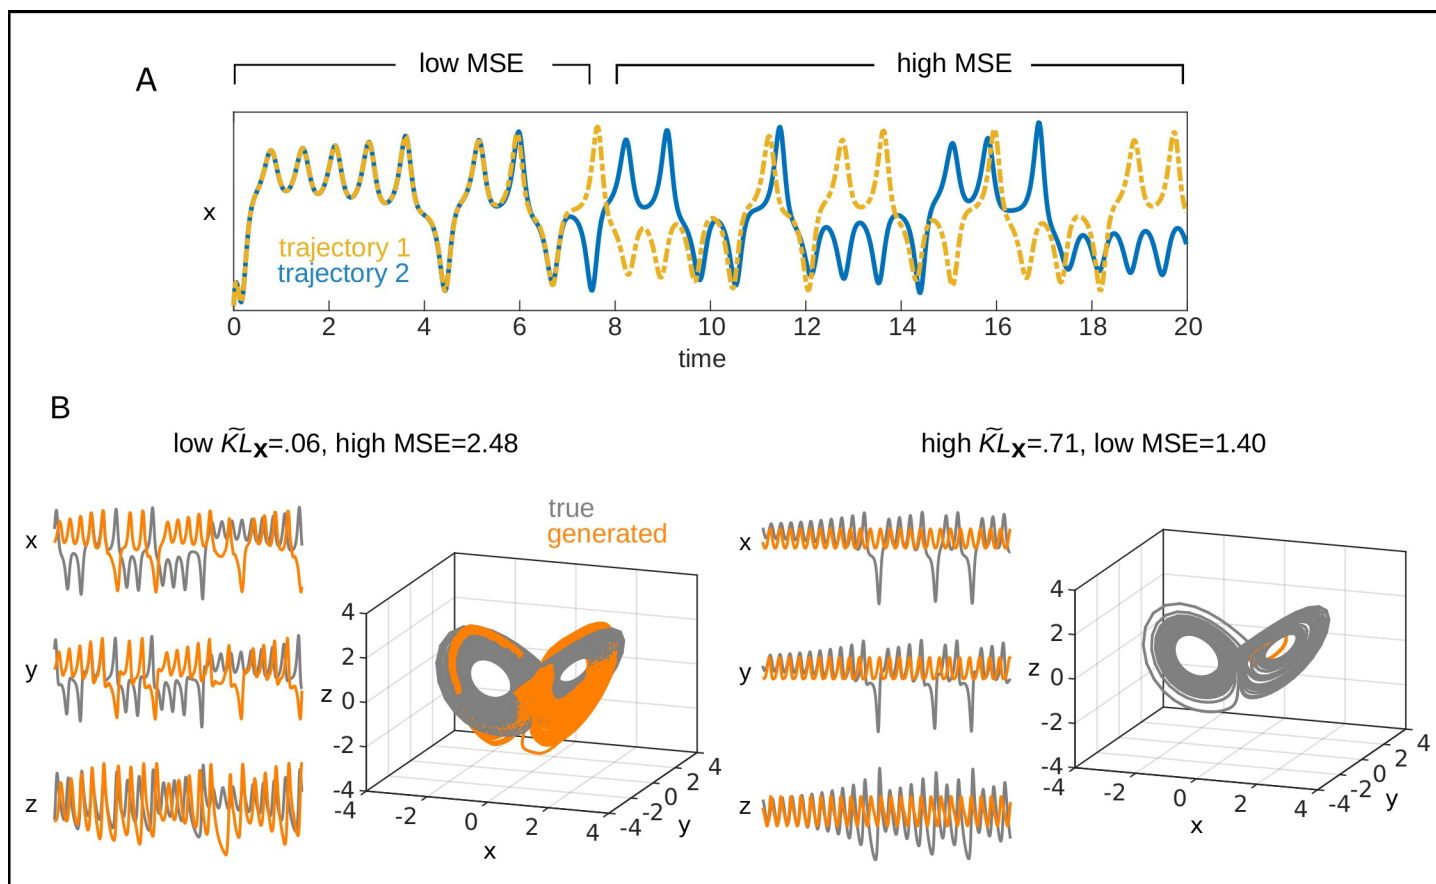 A
low MSE
high MSE
x
trajectory 1
trajectory 2
0 2 4 6 8 10 12 14 16 18 20
time
B
low K̃Lx=.06, high MSE=2.48
high K̃Lx=.71, low MSE=1.40
true
generated
x
y
z
4
2
0
-2
-4
z
-4 -2 0 2 4
x
-4 -2 0 2 4
y
x
y
z
4
2
0
-2
-4
z
-4 -2 0 2 4
x
-4 -2 0 2 4
y